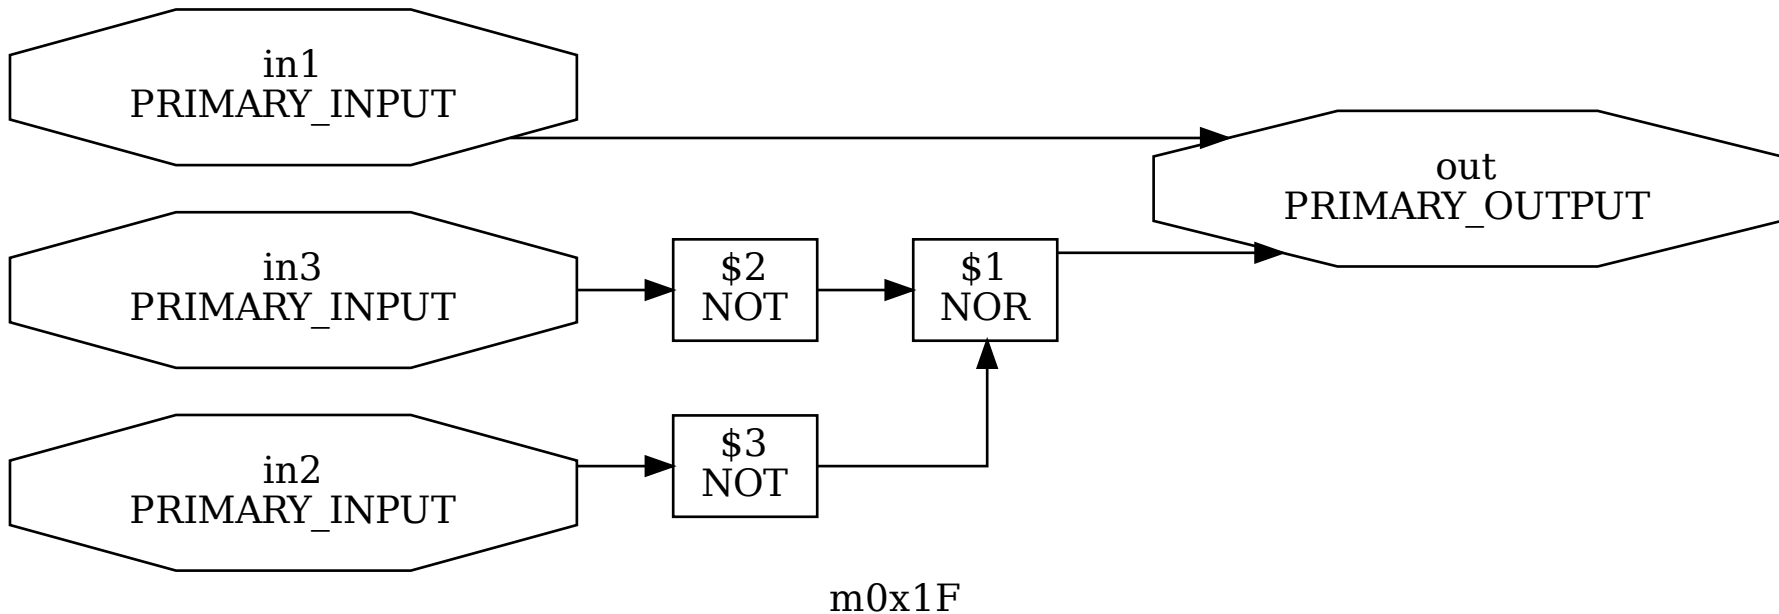 in1
PRIMARY_INPUT
out
PRIMARY_OUTPUT
in3
PRIMARY_INPUT
$2
NOT
$1
NOR
in2
PRIMARY_INPUT
$3
NOT
m0x1F